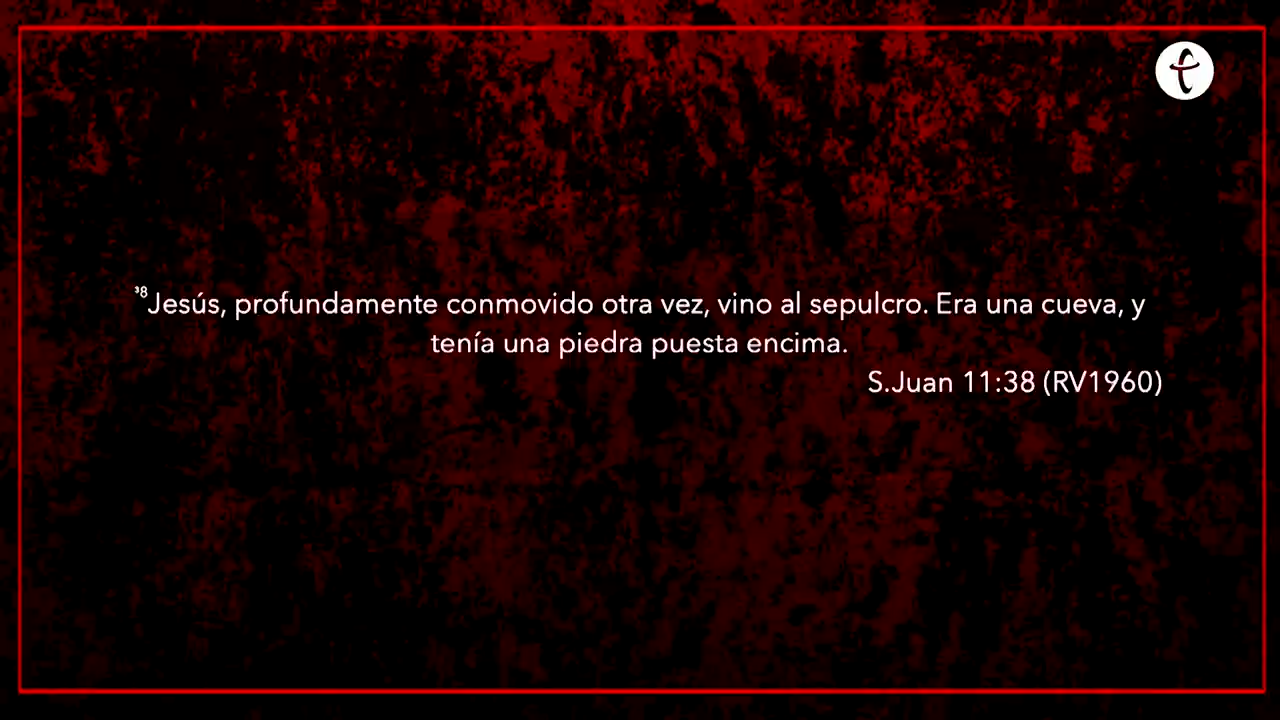 ³⁸Jesús, profundamente conmovido otra vez, vino al sepulcro. Era una cueva, y
tenía una piedra puesta encima.
S.Juan 11:38 (RV1960)